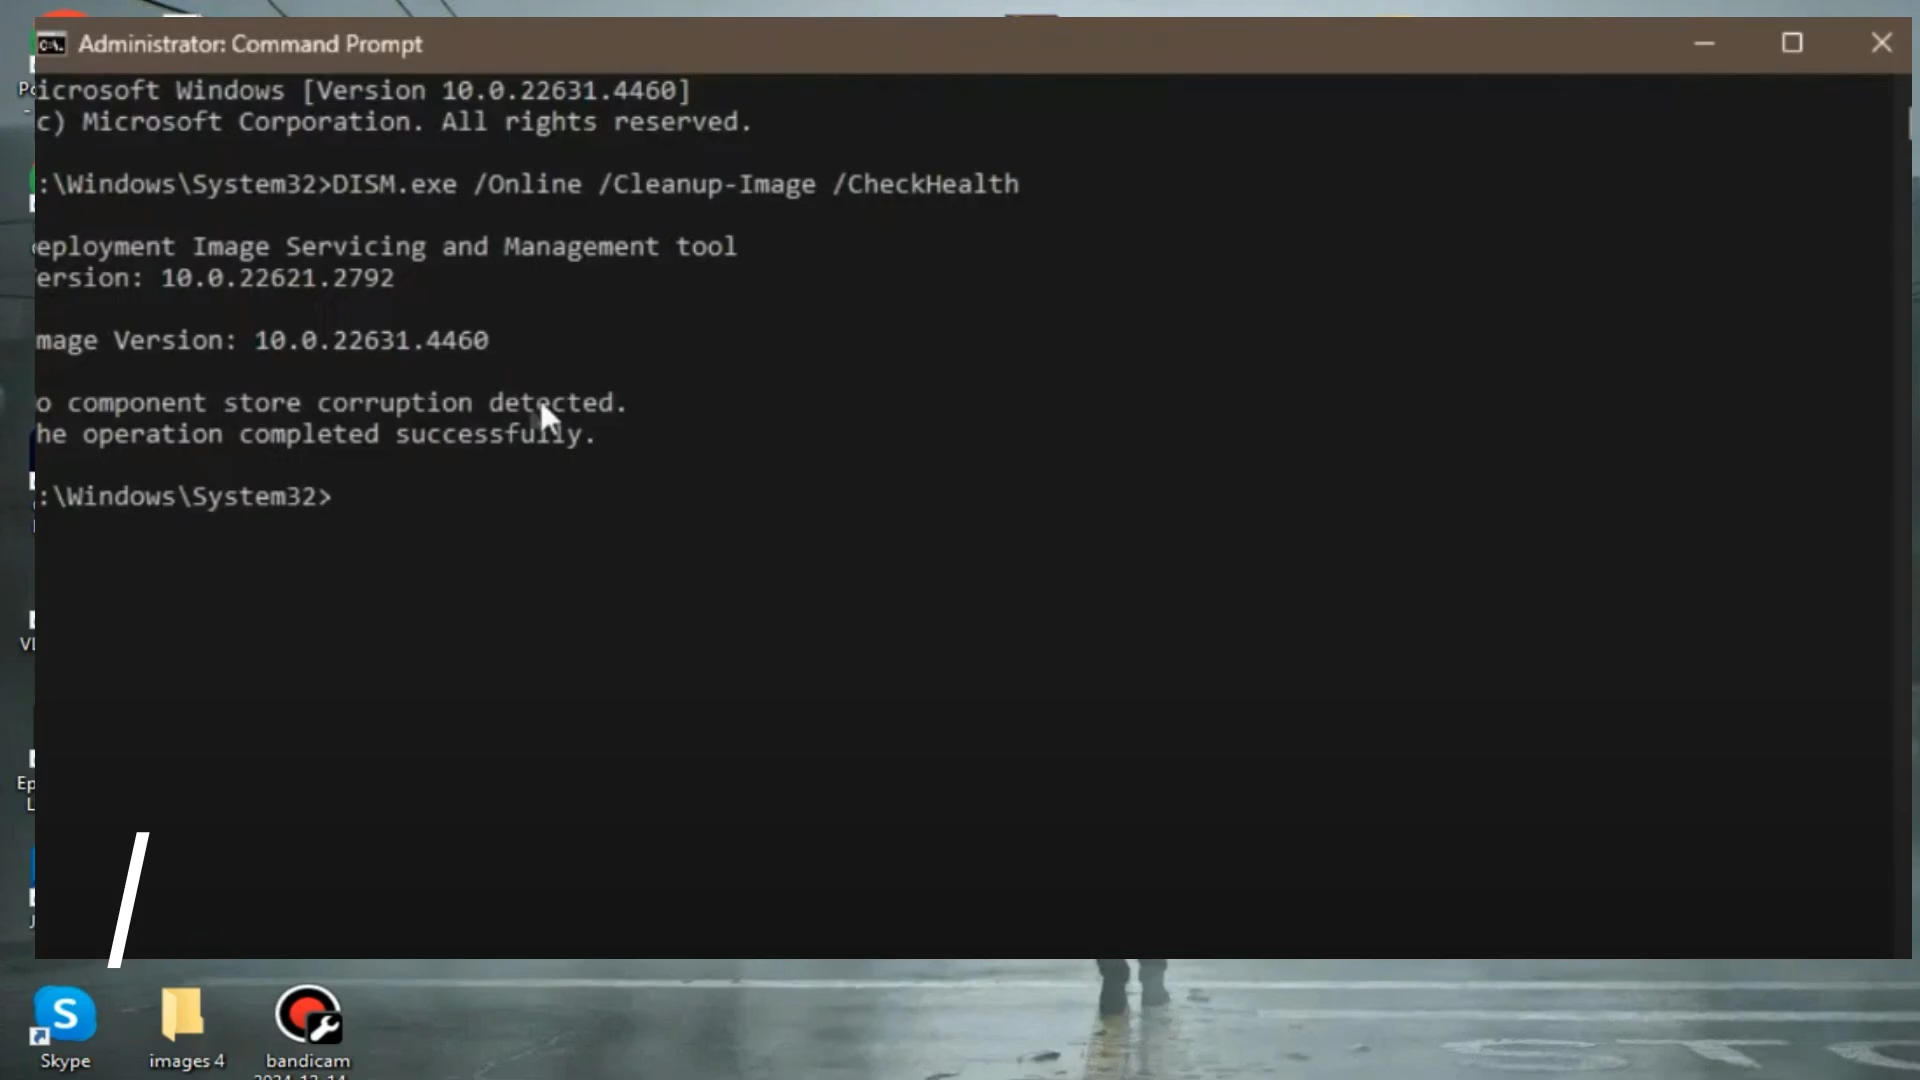 Administrator: Command Prompt
icrosoft Windows [Version 10.0.22631.4460]
c) Microsoft Corporation. All rights reserved.
:\Windows\System32>DISM.exe /Online /Cleanup-Image /CheckHealth
eployment Image Servicing and Management tool
ersion: 10.0.22621.2792
mage Version: 10.0.22631.4460
o component store corruption detected.
he operation completed successfully.
:\Windows\System32>
/
Skype
images 4
bandicam